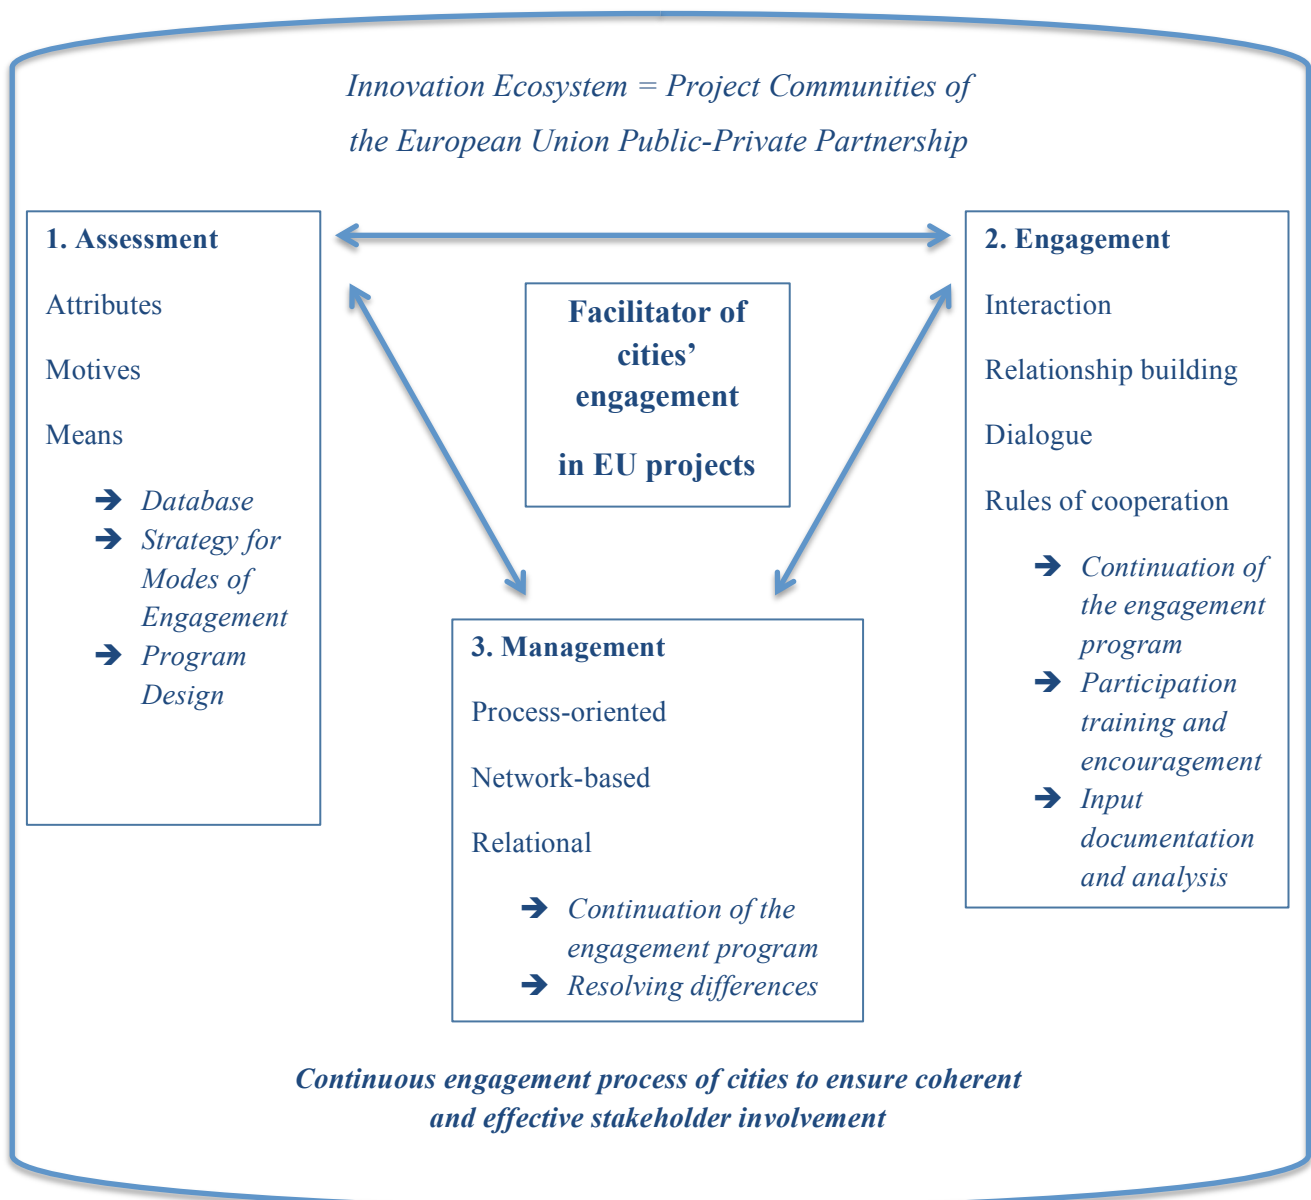 Innovation Ecosystem = Project Communities of
the European Union Public-Private Partnership
1. Assessment
Attributes
Motives
Means
➔ Database
➔ Strategy for
Modes of
Engagement
➔ Program
Design
Facilitator of
cities’
engagement
in EU projects
2. Engagement
Interaction
Relationship building
Dialogue
Rules of cooperation
➔ Continuation of
the engagement
program
➔ Participation
training and
encouragement
➔ Input
documentation
and analysis
3. Management
Process-oriented
Network-based
Relational
➔ Continuation of the
engagement program
➔ Resolving differences
Continuous engagement process of cities to ensure coherent
and effective stakeholder involvement